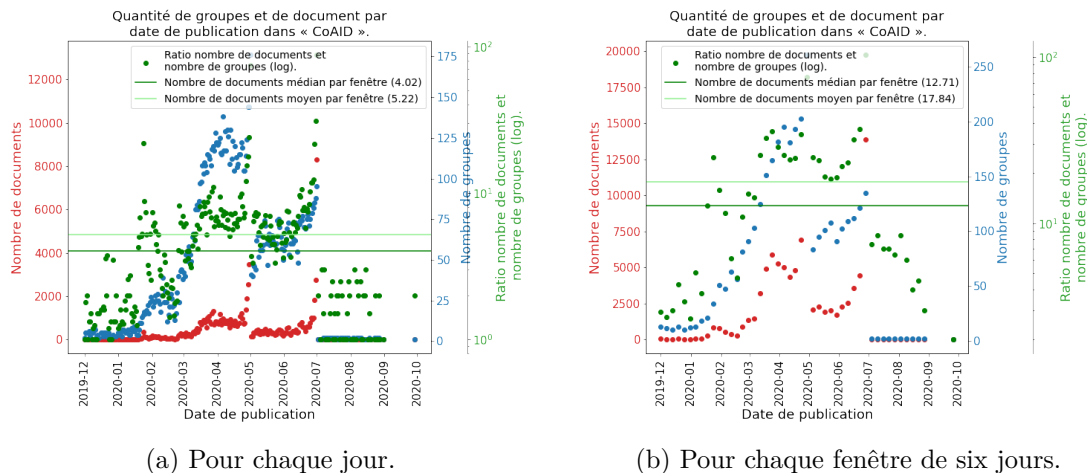 Quantité de groupes et de document par
date de publication dans « CoAID ».
Ratio nombre de documents et
nombre de groupes (log).
Nombre de documents médian par fenêtre (4.02)
Nombre de documents moyen par fenêtre (5.22)
Nombre de documents
0
2000
4000
6000
8000
10000
12000
Nombre de groupes
0
25
50
75
100
125
150
175
Ratio nombre de documents et
nombre de groupes (log).
10⁰
10¹
10²
2019-12
2020-01
2020-02
2020-03
2020-04
2020-05
2020-06
2020-07
2020-08
2020-09
2020-10
Date de publication
(a) Pour chaque jour.
Quantité de groupes et de document par
date de publication dans « CoAID ».
Ratio nombre de documents et
nombre de groupes (log).
Nombre de documents médian par fenêtre (12.71)
Nombre de documents moyen par fenêtre (17.84)
Nombre de documents
0
2500
5000
7500
10000
12500
15000
17500
20000
Nombre de groupes
0
50
100
150
200
250
Ratio nombre de documents et
nombre de groupes (log).
10¹
10²
2019-12
2020-01
2020-02
2020-03
2020-04
2020-05
2020-06
2020-07
2020-08
2020-09
2020-10
Date de publication
(b) Pour chaque fenêtre de six jours.